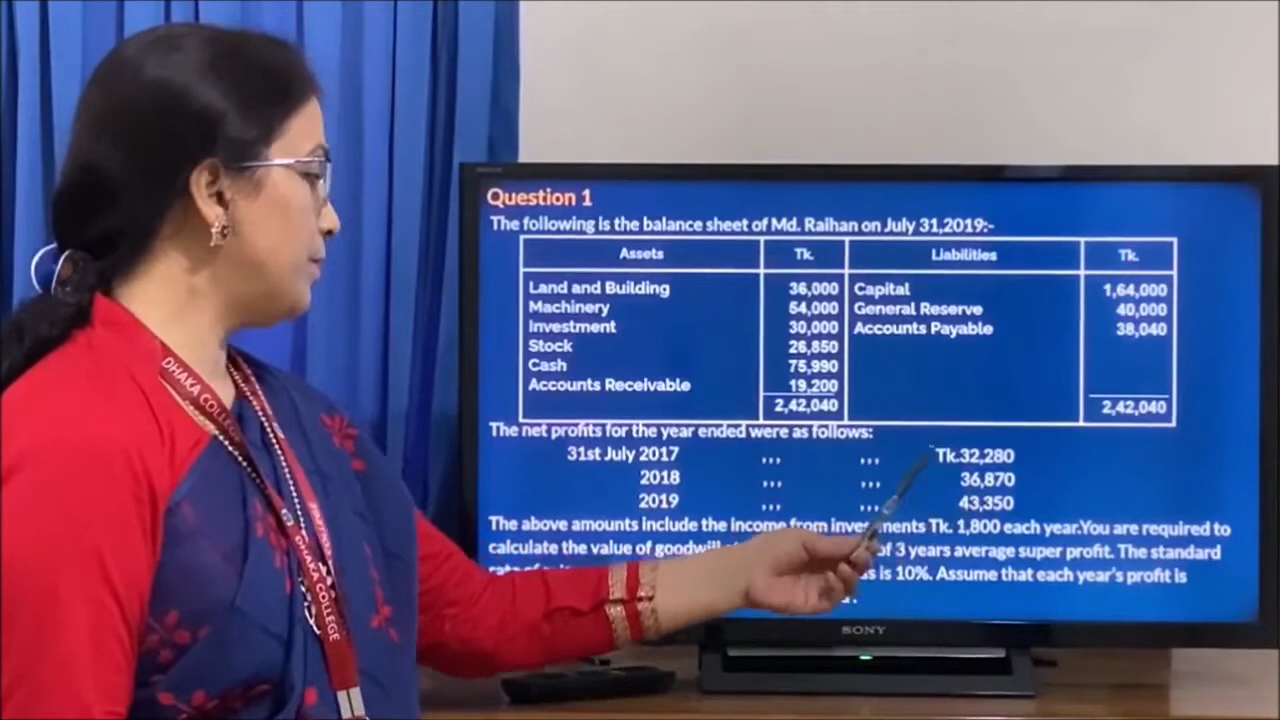 Question 1
The following is the balance sheet of Md. Raihan on July 31,2019:-
Assets Tk. Liabilities Tk.
Land and Building 36,000 Capital 1,64,000
Machinery 54,000 General Reserve 40,000
Investment 30,000 Accounts Payable 38,040
Stock 26,850
Cash 75,990
Accounts Receivable 19,200
2,42,040 2,42,040
The net profits for the year ended were as follows:
31st July 2017 ,,, ,,, Tk.32,280
2018 ,,, ,,, 36,870
2019 ,,, ,,, 43,350
The above amounts include the income from investments Tk. 1,800 each year.You are required to
calculate the value of goodwill of 3 years average super profit. The standard
is 10%. Assume that each year's profit is
SONY
DHAKA COLLEGE
DHAKA COLLEGE